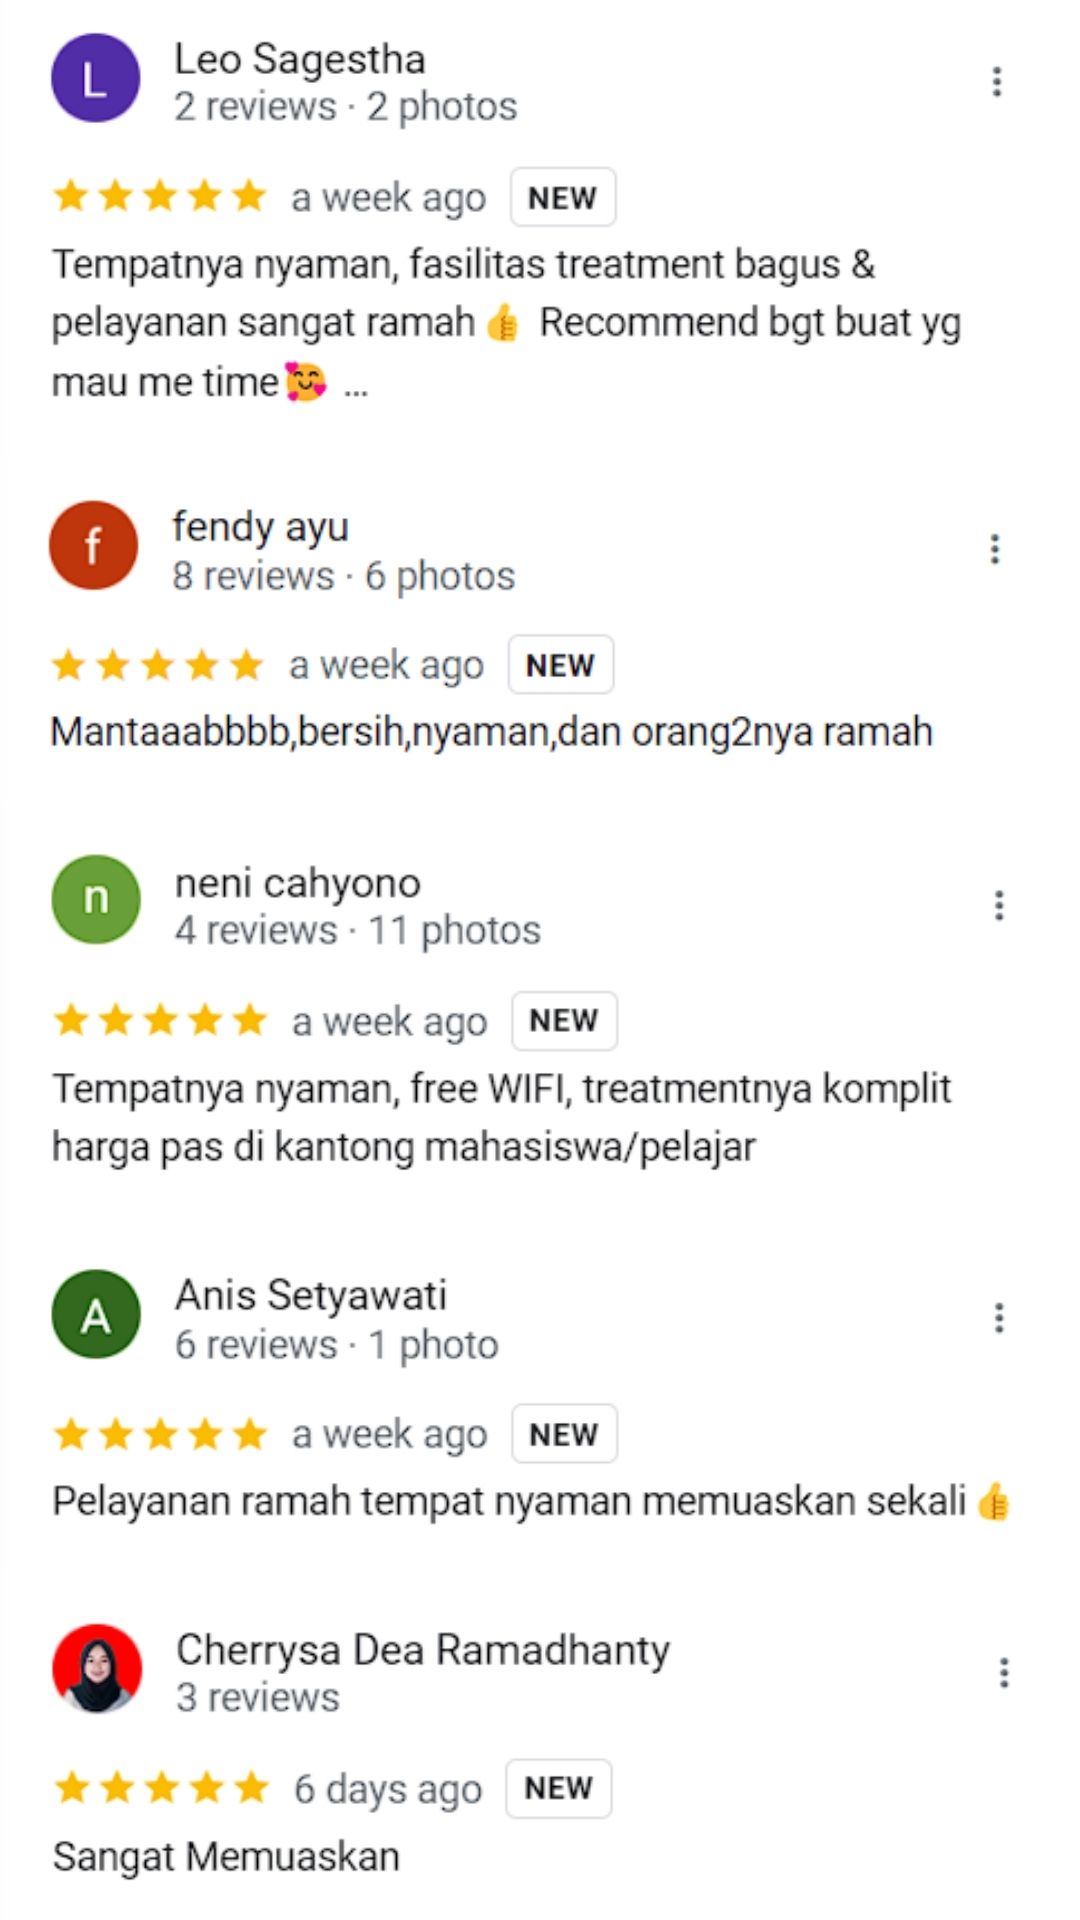 L
Leo Sagestha
2 reviews · 2 photos
a week ago NEW
Tempatnya nyaman, fasilitas treatment bagus &
pelayanan sangat ramah👍 Recommend bgt buat yg
mau me time🥰 ...
f
fendy ayu
8 reviews · 6 photos
a week ago NEW
Mantaaabbbb,bersih,nyaman,dan orang2nya ramah
n
neni cahyono
4 reviews · 11 photos
a week ago NEW
Tempatnya nyaman, free WIFI, treatmentnya komplit
harga pas di kantong mahasiswa/pelajar
A
Anis Setyawati
6 reviews · 1 photo
a week ago NEW
Pelayanan ramah tempat nyaman memuaskan sekali👍
Cherrysa Dea Ramadhanty
3 reviews
6 days ago NEW
Sangat Memuaskan